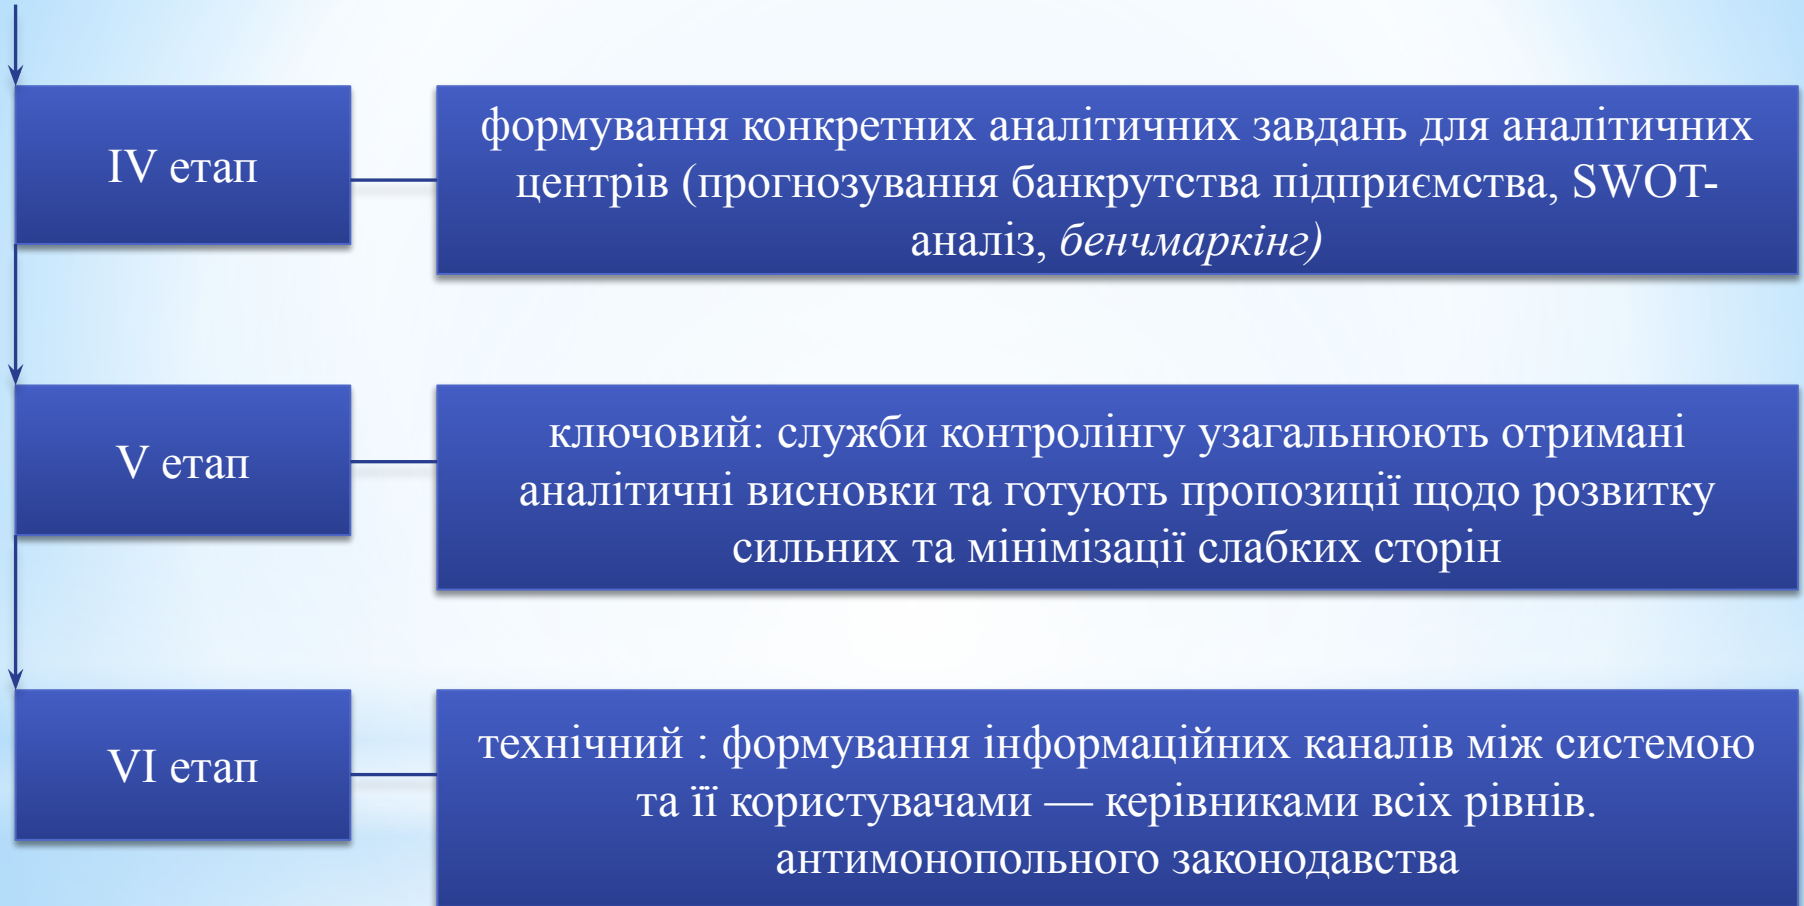 IV етап
формування конкретних аналітичних завдань для аналітичних
центрів (прогнозування банкрутства підприємства, SWOT-
аналіз, бенчмаркінг)
V етап
ключовий: служби контролінгу узагальнюють отримані
аналітичні висновки та готують пропозиції щодо розвитку
сильних та мінімізації слабких сторін
VI етап
технічний : формування інформаційних каналів між системою
та її користувачами — керівниками всіх рівнів.
антимонопольного законодавства